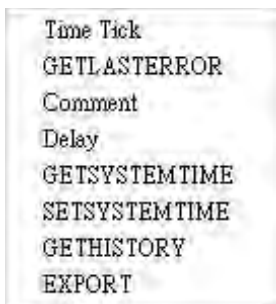 Time Tick
GETLASTERROR
Comment
Delay
GETSYSTEMTIME
SETSYSTEMTIME
GETHISTORY
EXPORT